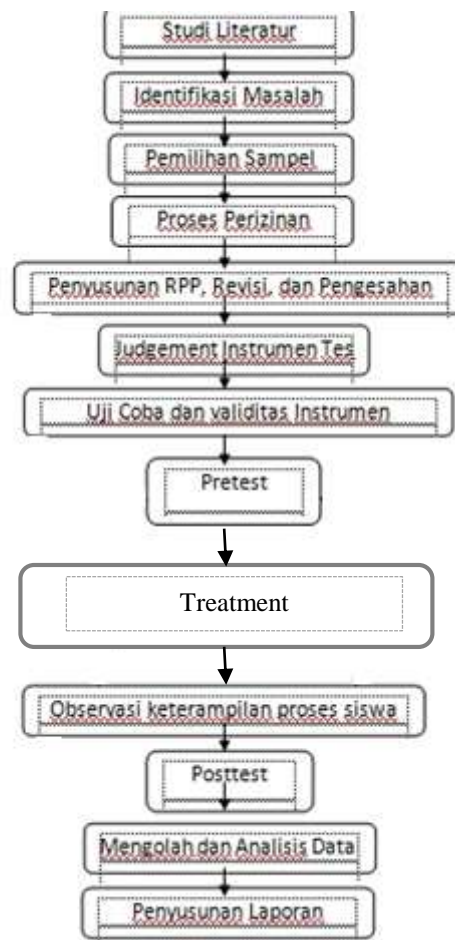 Studi Literatur
Identifikasi Masalah
Pemilihan Sampel
Proses Perizinan
Penyusunan RPP, Revisi, dan Pengesahan
Judgement Instrumen Tes
Uji Coba dan validitas Instrumen
Pretest
Treatment
Observasi keterampilan proses siswa
Posttest
Mengolah dan Analisis Data
Penyusunan Laporan